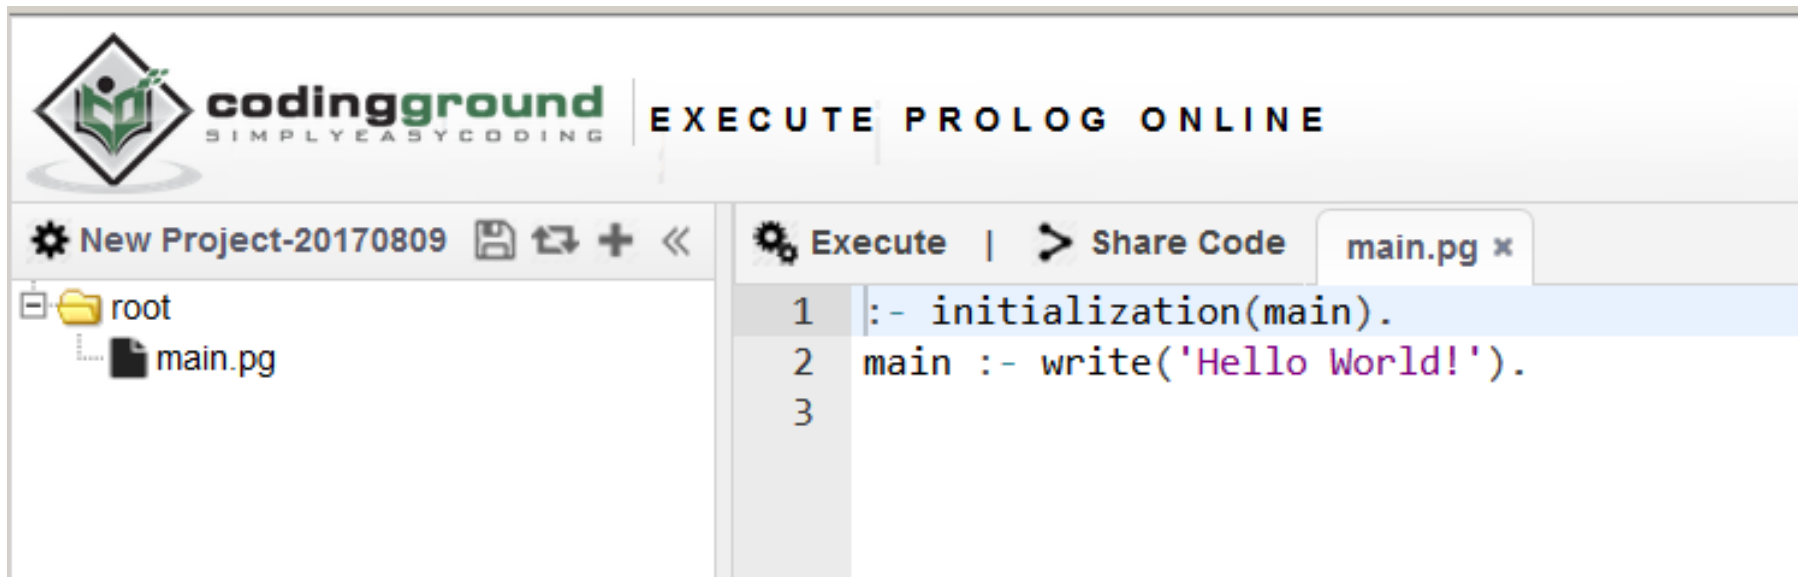 codingground
SIMPLYEASYCODING
EXECUTE PROLOG ONLINE
New Project-20170809
root
main.pg
Execute | Share Code main.pg
1 :- initialization(main).
2 main :- write('Hello World!').
3